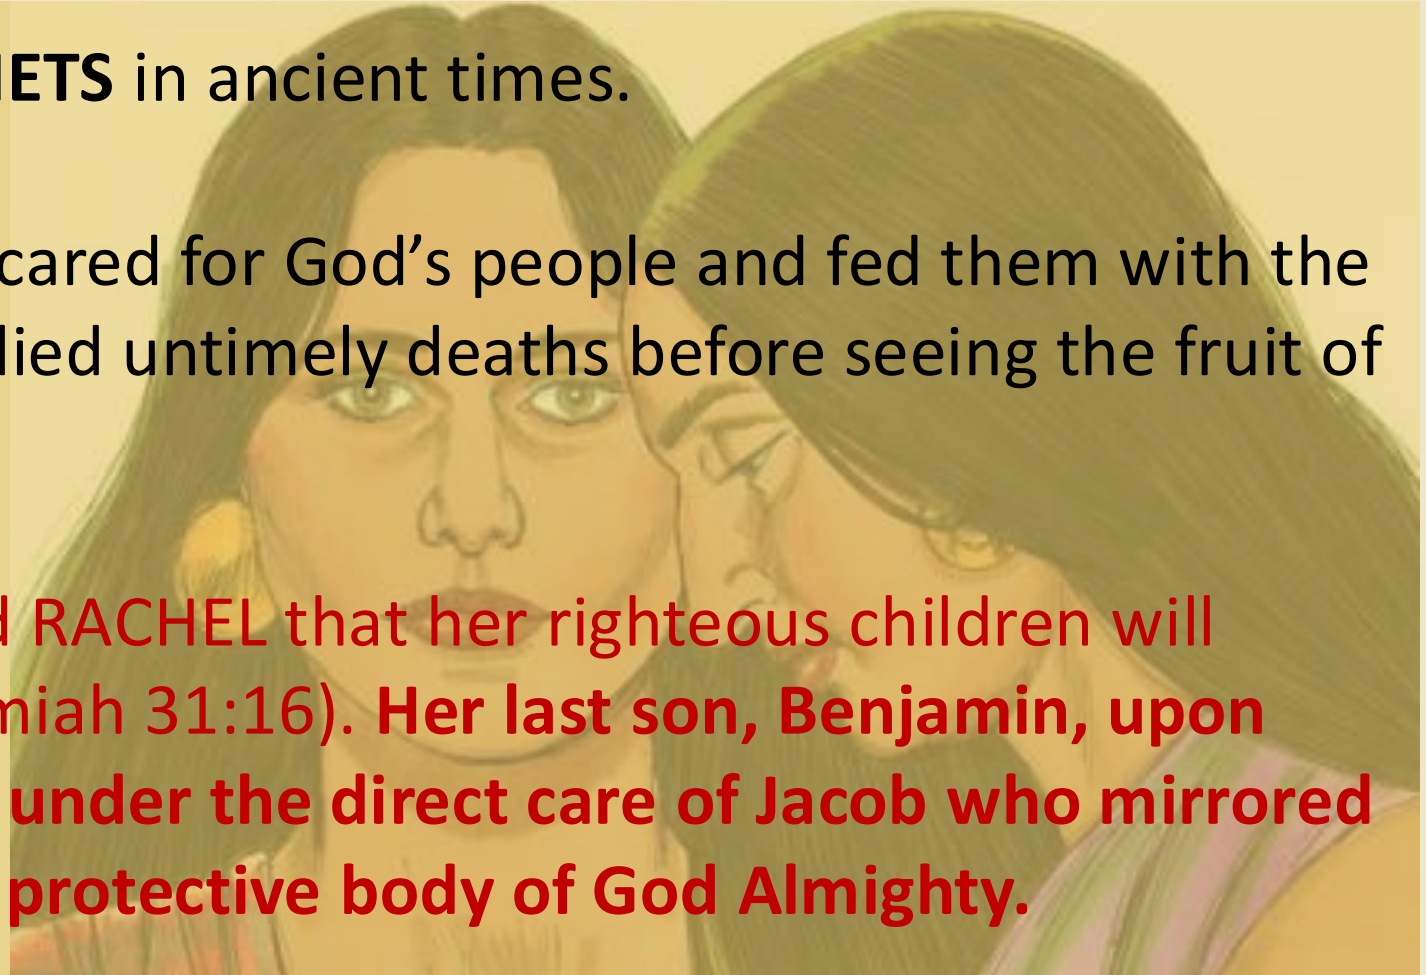 ETS in ancient times.
cared for God’s people and fed them with the
lied untimely deaths before seeing the fruit of
RACHEL that her righteous children will
miah 31:16). Her last son, Benjamin, upon
under the direct care of Jacob who mirrored
protective body of God Almighty.